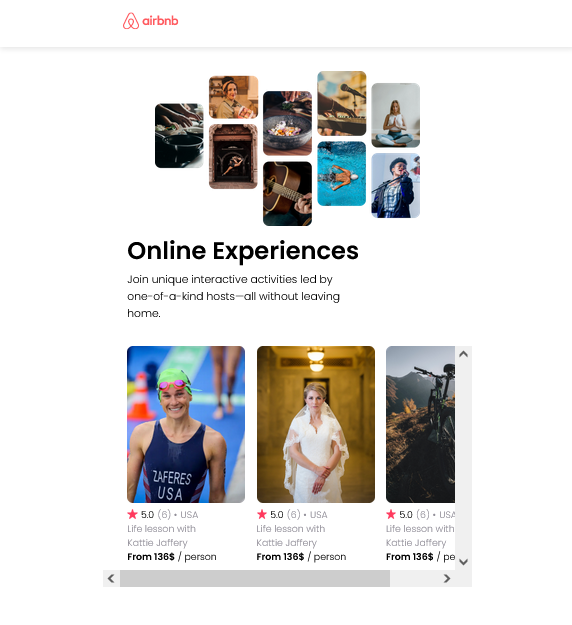 airbnb
Online Experiences
Join unique interactive activities led by
one-of-a-kind hosts—all without leaving
home.
ZAFERES
USA
5.0 (6) • USA
Life lesson with
Kattie Jaffery
From 136$ / person
5.0 (6) • USA
Life lesson with
Kattie Jaffery
From 136$ / person
5.0 (6) • USA
Life lesson with
Kattie Jaffery
From 136$ / pe